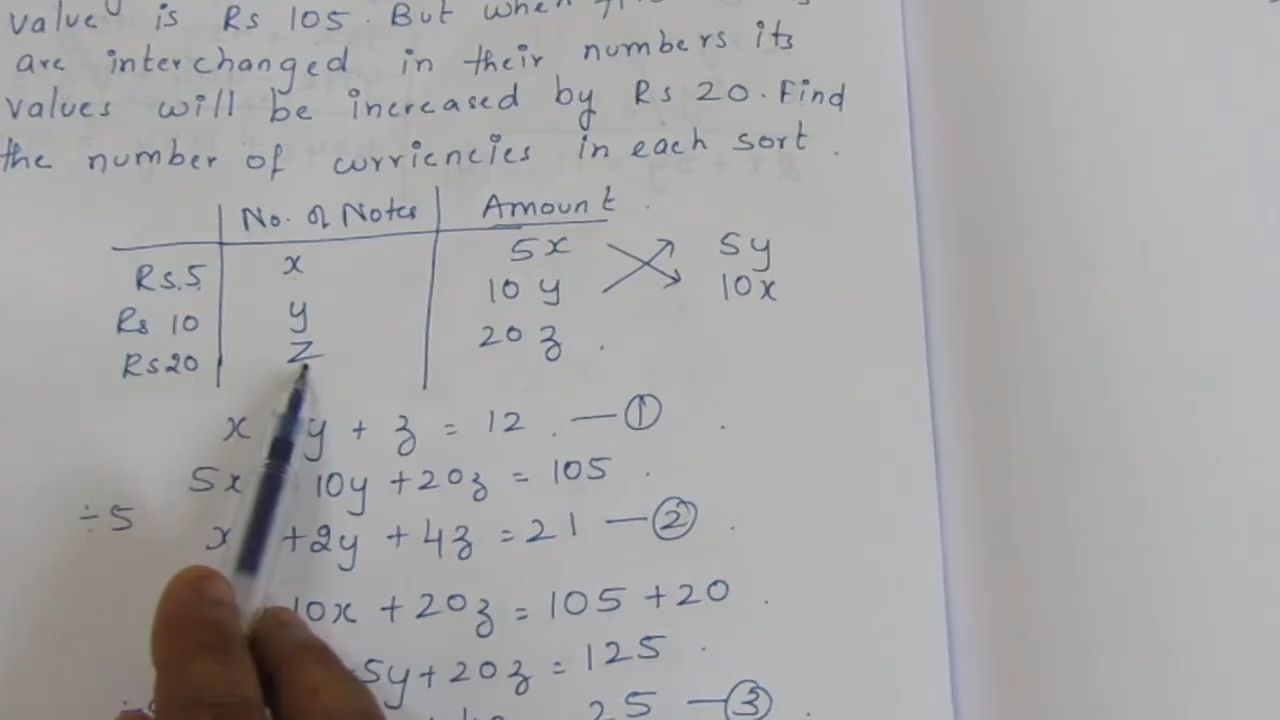 value is Rs 105. But when
are interchanged in their numbers its
values will be increased by Rs 20. Find
the number of curriencies in each sort.
No. of Notes Amount
Rs.5 x 5x 5y
Rs 10 y 10y 10x
Rs20 z 20z
x y + z = 12. — ①
5x 10y + 20z = 105
÷5 x + 2y + 4z = 21 — ②
10x + 20z = 105 + 20
5y + 20z = 125
25 — ③